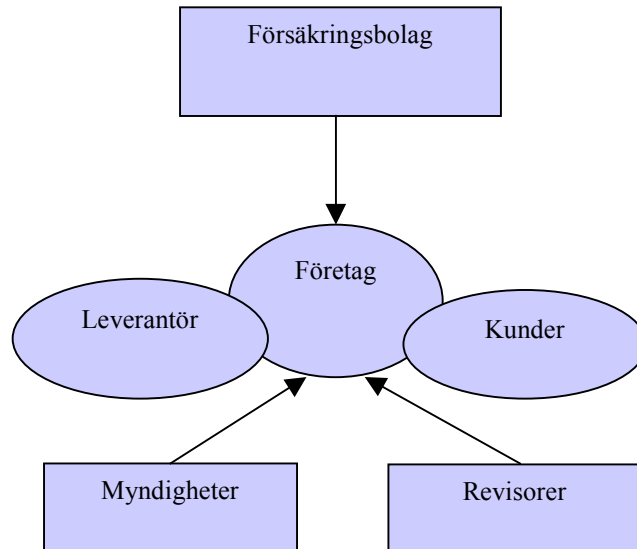 Försäkringsbolag
Företag
Leverantör
Kunder
Myndigheter
Revisorer